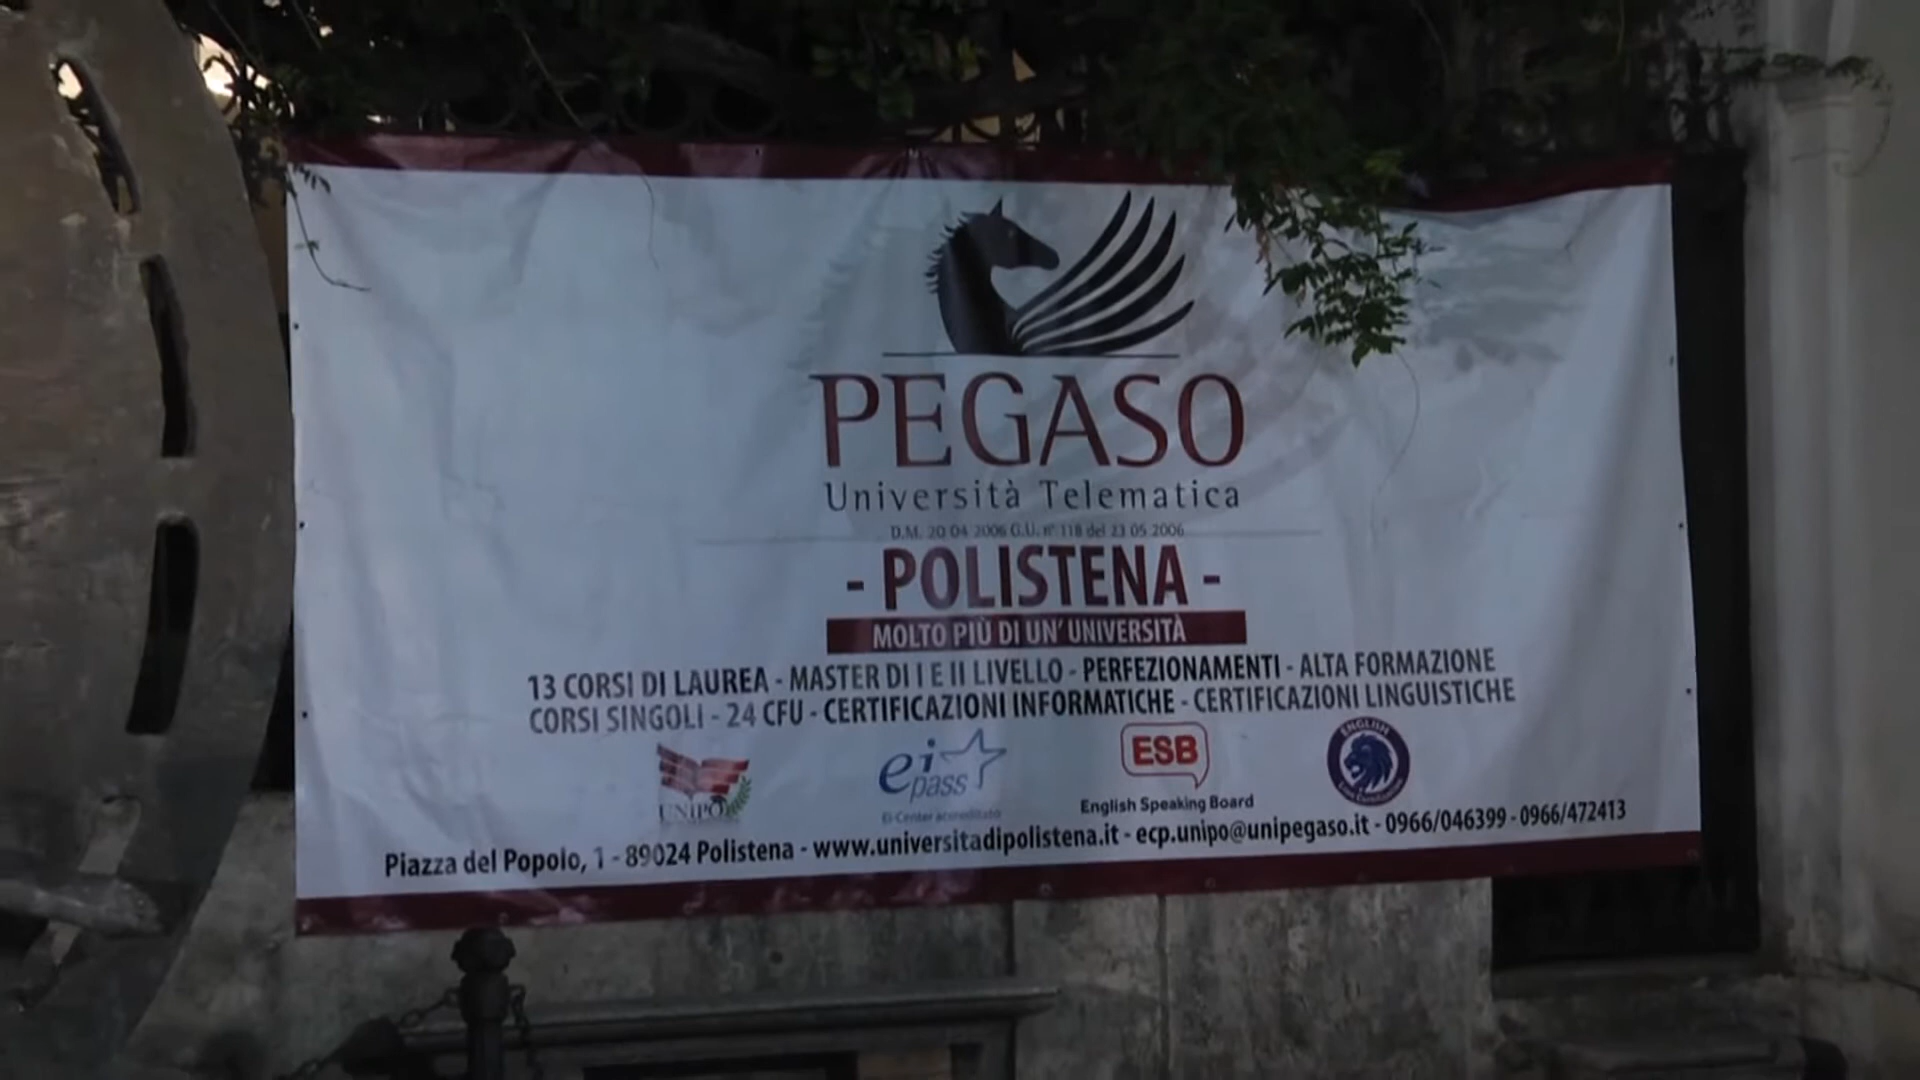 PEGASO
Università Telematica
D.M. 20 04 2006 G.U. n° 118 del 23 05 2006
- POLISTENA -
MOLTO PIÙ DI UN' UNIVERSITÀ
13 CORSI DI LAUREA - MASTER DI I E II LIVELLO - PERFEZIONAMENTI - ALTA FORMAZIONE
CORSI SINGOLI - 24 CFU - CERTIFICAZIONI INFORMATICHE - CERTIFICAZIONI LINGUISTICHE
UNIPO
ei pass
Ei-Center accreditato
ESB
English Speaking Board
ENGLISH
Piazza del Popolo, 1 - 89024 Polistena - www.universitadipolistena.it - ecp.unipo@unipegaso.it - 0966/046399 - 0966/472413